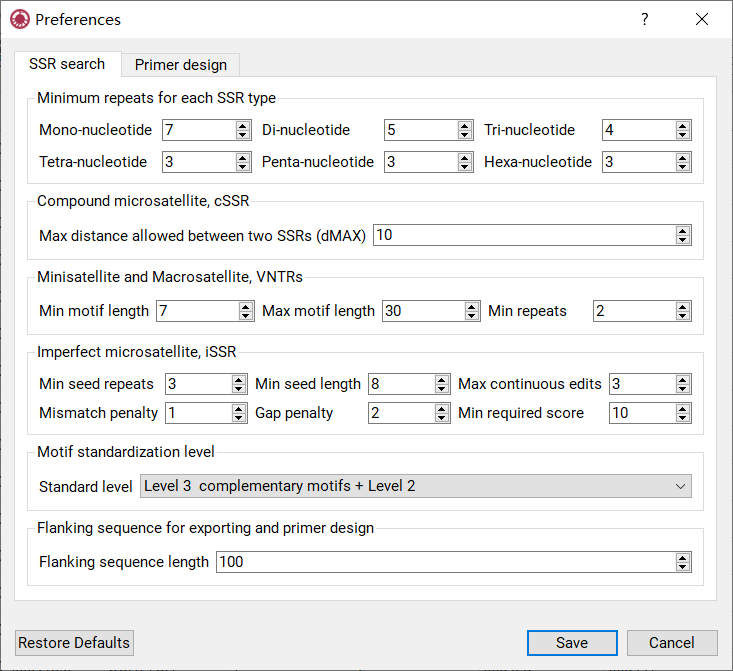 Preferences
?
SSR search Primer design
Minimum repeats for each SSR type
Mono-nucleotide 7 Di-nucleotide 5 Tri-nucleotide 4
Tetra-nucleotide 3 Penta-nucleotide 3 Hexa-nucleotide 3
Compound microsatellite, cSSR
Max distance allowed between two SSRs (dMAX) 10
Minisatellite and Macrosatellite, VNTRs
Min motif length 7 Max motif length 30 Min repeats 2
Imperfect microsatellite, iSSR
Min seed repeats 3 Min seed length 8 Max continuous edits 3
Mismatch penalty 1 Gap penalty 2 Min required score 10
Motif standardization level
Standard level Level 3  complementary motifs + Level 2
Flanking sequence for exporting and primer design
Flanking sequence length 100
Restore Defaults Save Cancel